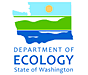 DEPARTMENT OF
ECOLOGY
State of Washington